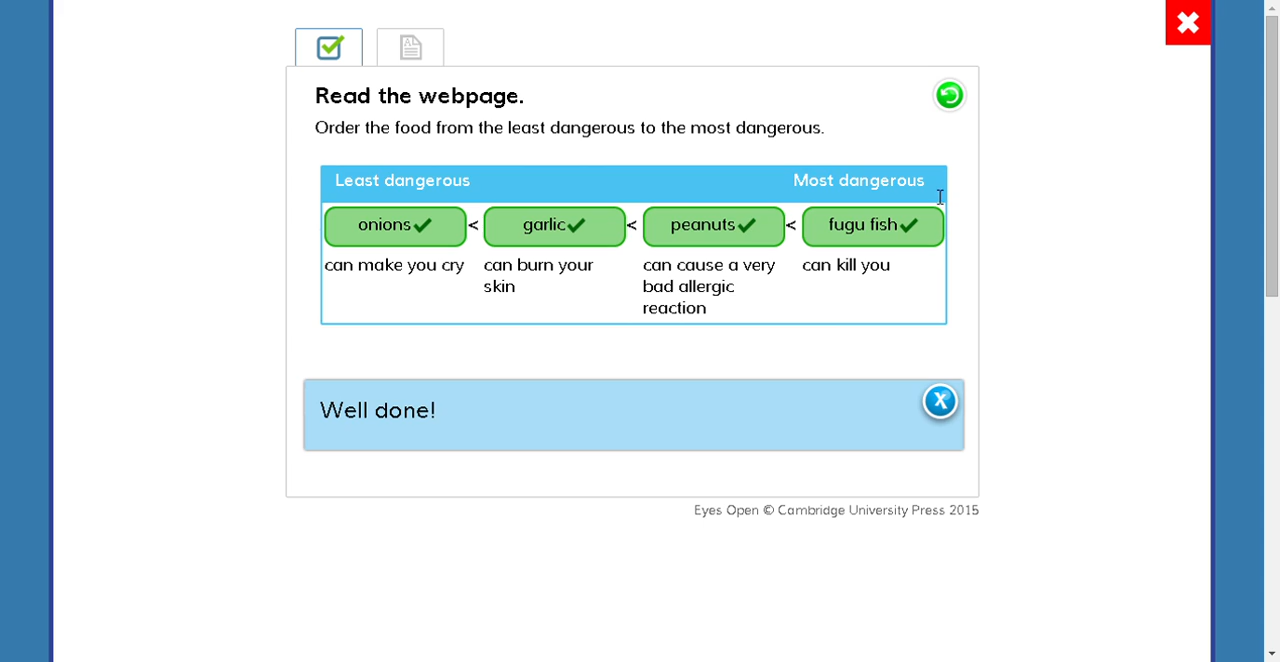 Read the webpage.
Order the food from the least dangerous to the most dangerous.
Least dangerous Most dangerous
onions < garlic < peanuts < fugu fish
can make you cry
can burn your
skin
can cause a very
bad allergic
reaction
can kill you
Well done!
X
Eyes Open © Cambridge University Press 2015